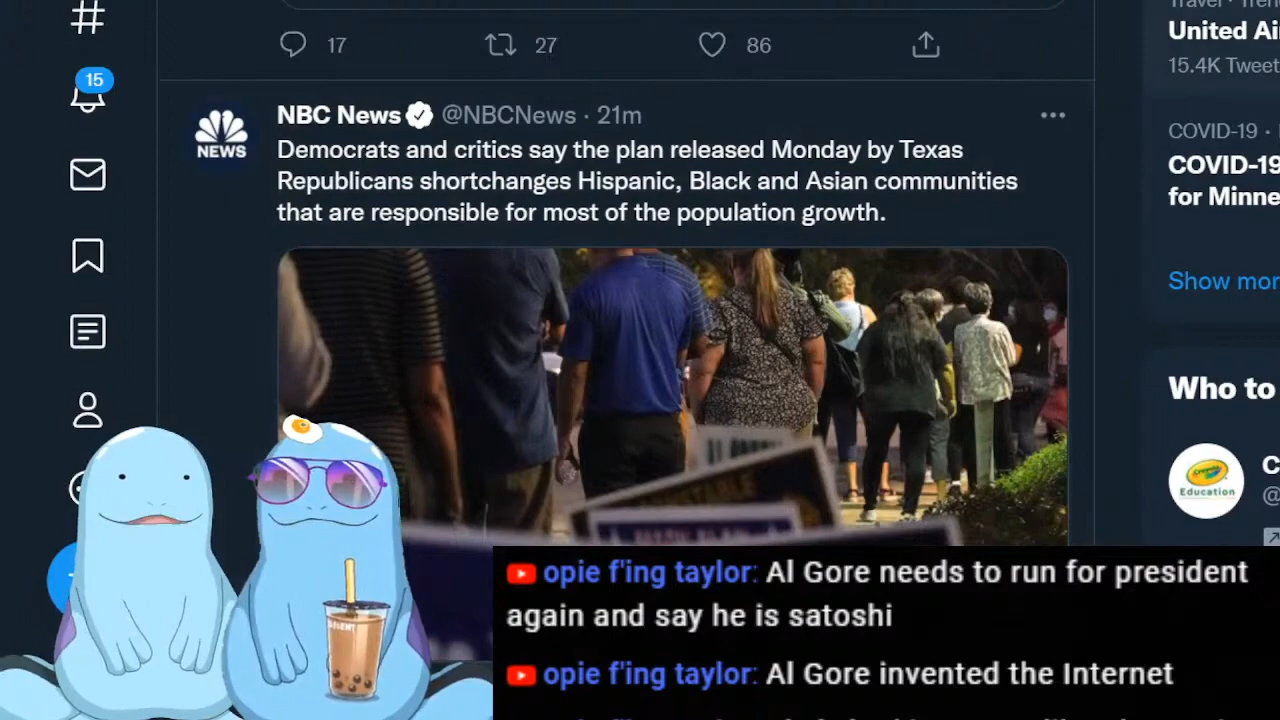 17
27
86
15
NBC News @NBCNews · 21m
Democrats and critics say the plan released Monday by Texas
Republicans shortchanges Hispanic, Black and Asian communities
that are responsible for most of the population growth.
NEWS
United Ai
15.4K Tweet
COVID-19 ·
COVID-19
for Minne
Show mor
Who to
Crayola
Education
C
@
opie f'ing taylor: Al Gore needs to run for president
again and say he is satoshi
opie f'ing taylor: Al Gore invented the Internet